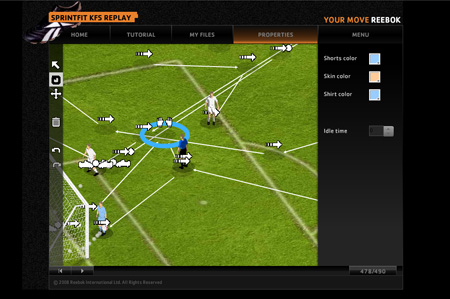 SPRINTFIT KFS REPLAY
YOUR MOVE REEBOK
HOME TUTORIAL MY FILES PROPERTIES MENU
Shorts color
Skin color
Shirt color
Idle time
478/490
© 2008 Reebok International Ltd. All Rights Reserved